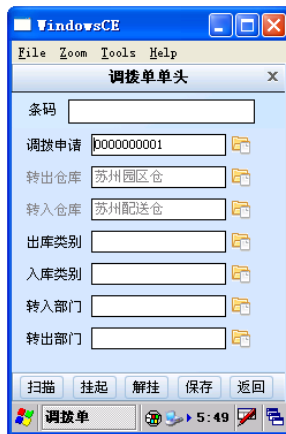 WindowsCE
File Zoom Tools Help
调拨单单头 x
条码
调拨申请 0000000001
转出仓库 苏州园区仓
转入仓库 苏州配送仓
出库类别
入库类别
转入部门
转出部门
扫描 挂起 解挂 保存 返回
调拨单 5:49